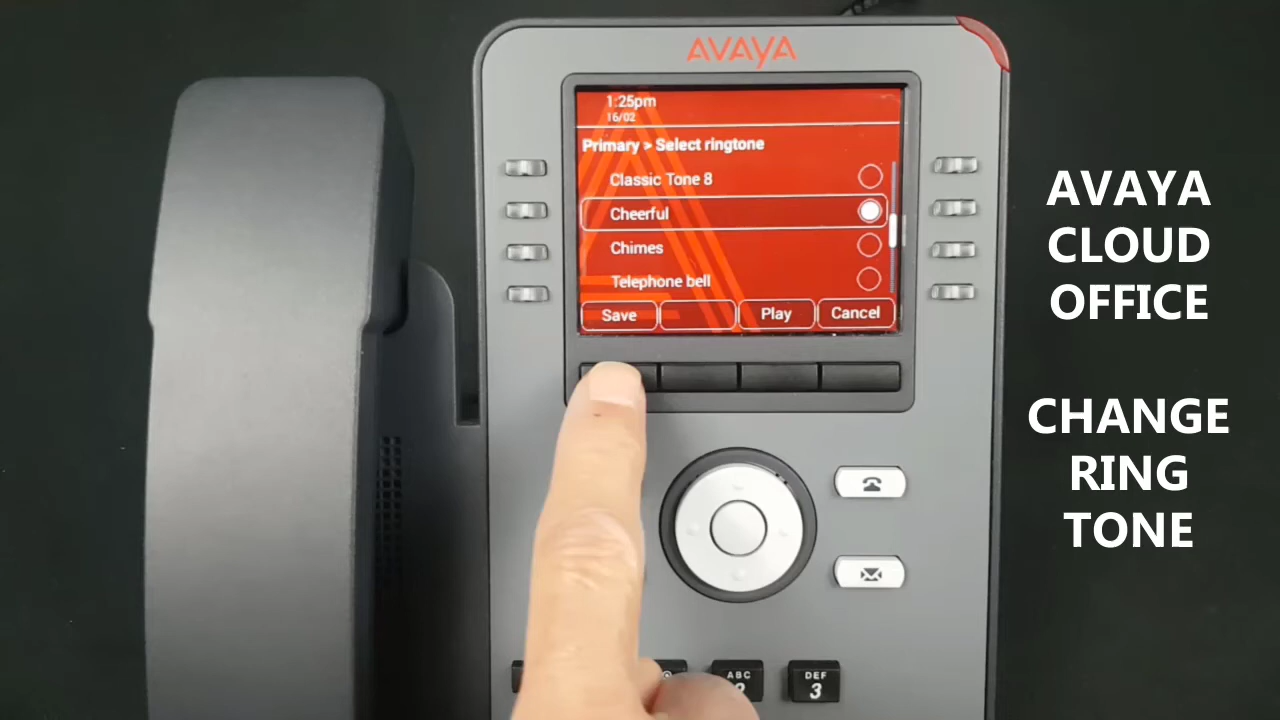 AVAYA
1:25pm
16/02
Primary > Select ringtone
Classic Tone 8
Cheerful
Chimes
Telephone bell
Save Play Cancel
ABC
DEF
3
AVAYA
CLOUD
OFFICE
CHANGE
RING
TONE